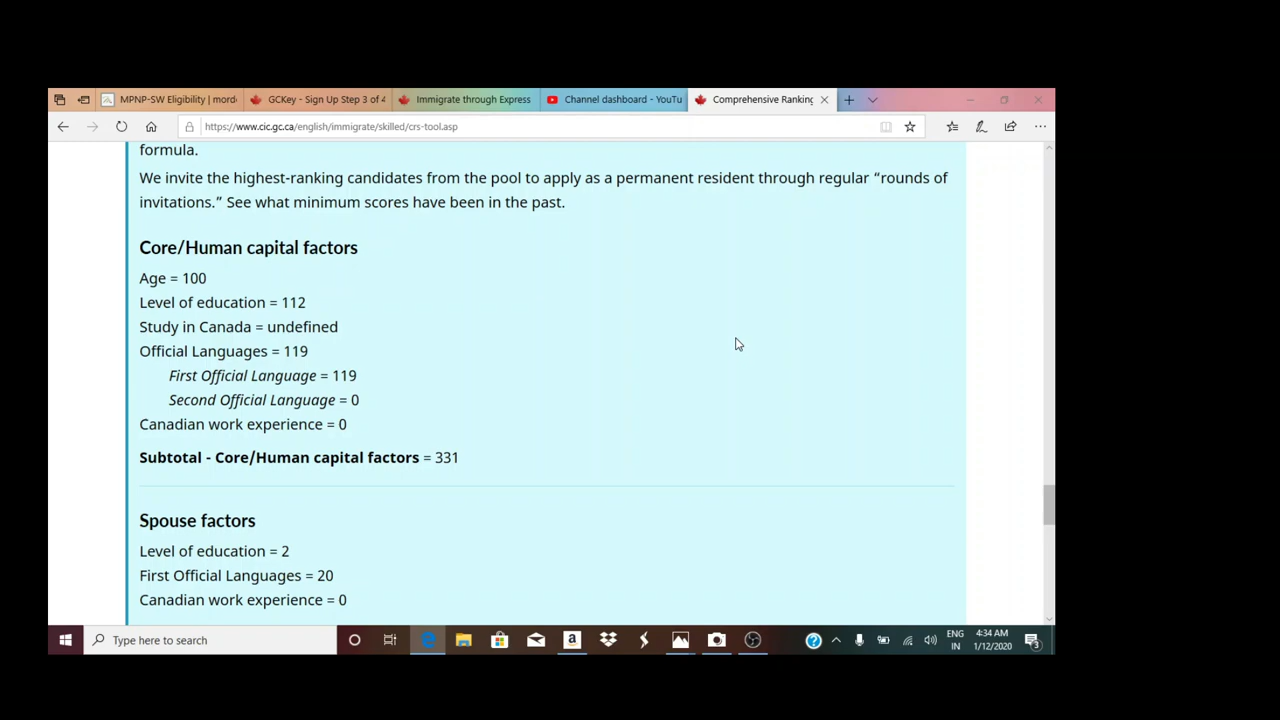 MPNP-SW Eligibility | mord
GCKey - Sign Up Step 3 of 4
Immigrate through Express
Channel dashboard - YouTu
Comprehensive Ranking
https://www.cic.gc.ca/english/immigrate/skilled/crs-tool.asp
formula.
We invite the highest-ranking candidates from the pool to apply as a permanent resident through regular “rounds of
invitations.” See what minimum scores have been in the past.
Core/Human capital factors
Age = 100
Level of education = 112
Study in Canada = undefined
Official Languages = 119
First Official Language = 119
Second Official Language = 0
Canadian work experience = 0
Subtotal - Core/Human capital factors = 331
Spouse factors
Level of education = 2
First Official Languages = 20
Canadian work experience = 0
Type here to search
ENG
IN
4:34 AM
1/12/2020
3